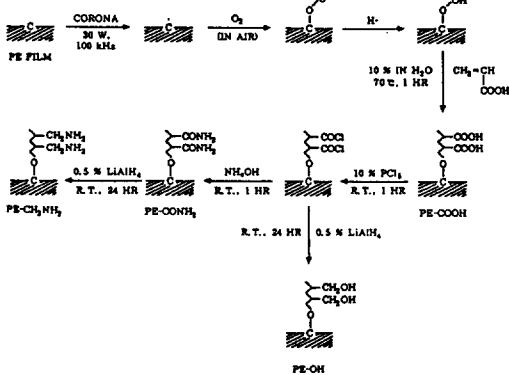 CORONA
30 W,
100 kHz
O₂
(IN AIR)
H·
OH
O
O
C
PE FILM
C
C
C
10 % IN H₂O
70℃, 1 HR
CH₂=CH
COOH
CH₂NH₂
CH₂NH₂
O
C
PE-CH₂NH₂
0.5 % LiAlH₄
R.T., 24 HR
CONH₂
CONH₂
O
C
PE-CONH₂
NH₄OH
R.T., 1 HR
COCl
COCl
O
C
10 % PCl₅
R.T., 1 HR
COOH
COOH
O
C
PE-COOH
R.T., 24 HR
0.5 % LiAlH₄
CH₂OH
CH₂OH
O
C
PE-OH